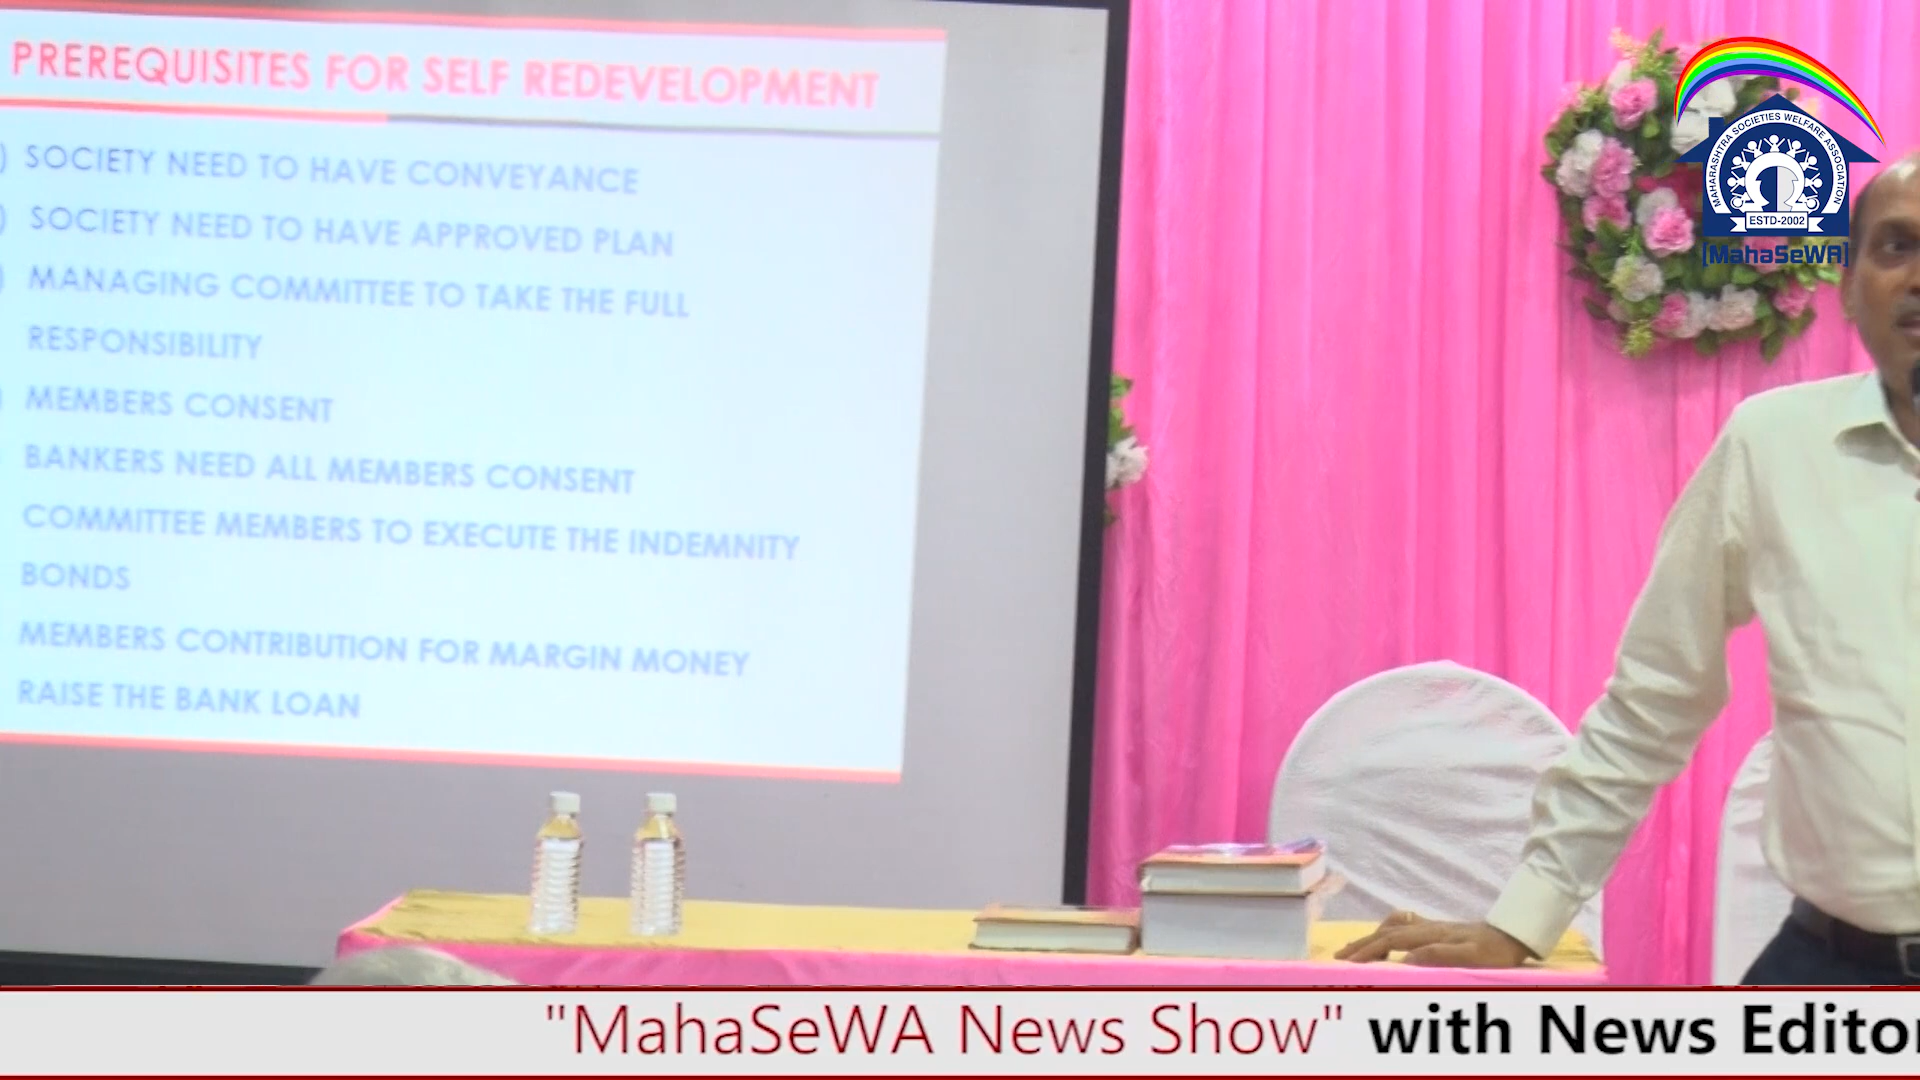 PREREQUISITES FOR SELF REDEVELOPMENT
) SOCIETY NEED TO HAVE CONVEYANCE
) SOCIETY NEED TO HAVE APPROVED PLAN
) MANAGING COMMITTEE TO TAKE THE FULL
RESPONSIBILITY
) MEMBERS CONSENT
BANKERS NEED ALL MEMBERS CONSENT
COMMITTEE MEMBERS TO EXECUTE THE INDEMNITY
BONDS
MEMBERS CONTRIBUTION FOR MARGIN MONEY
RAISE THE BANK LOAN
MAHARASHTRA SOCIETIES WELFARE ASSOCIATION
ESTD-2002
[MahaSeWA]
"MahaSeWA News Show" with News Editor